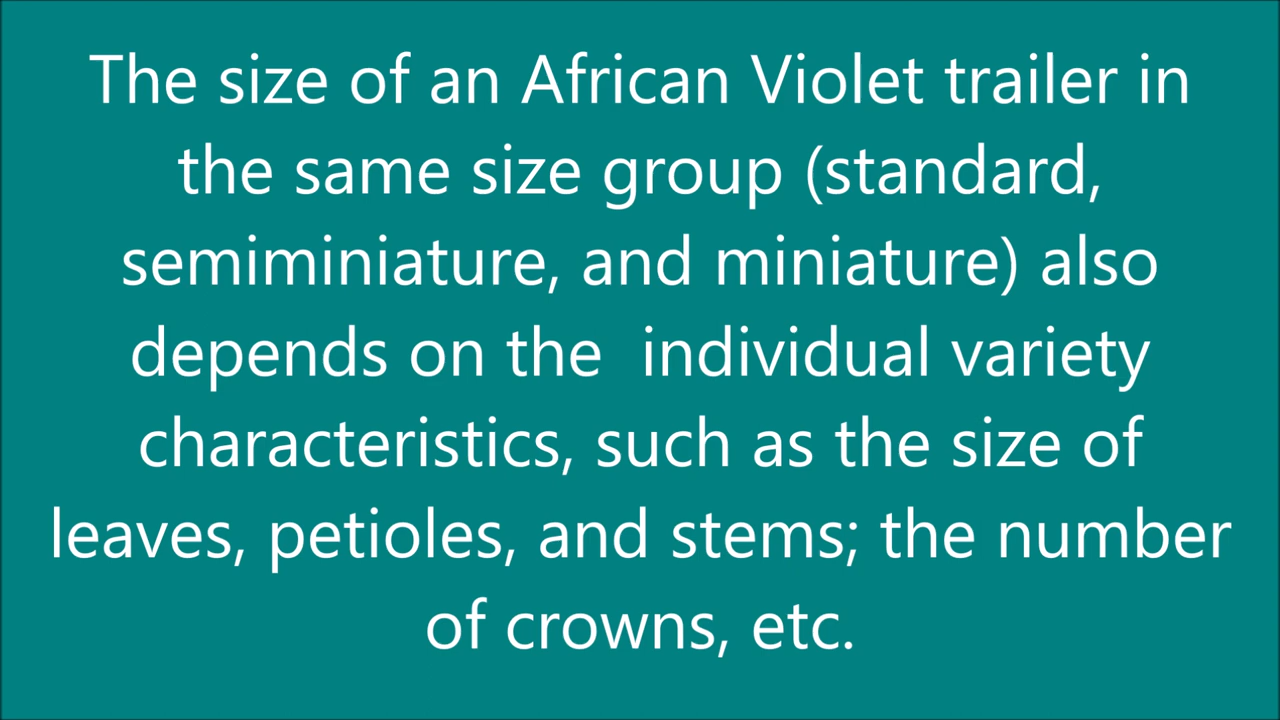 The size of an African Violet trailer in
the same size group (standard,
semiminiature, and miniature) also
depends on the  individual variety
characteristics, such as the size of
leaves, petioles, and stems; the number
of crowns, etc.